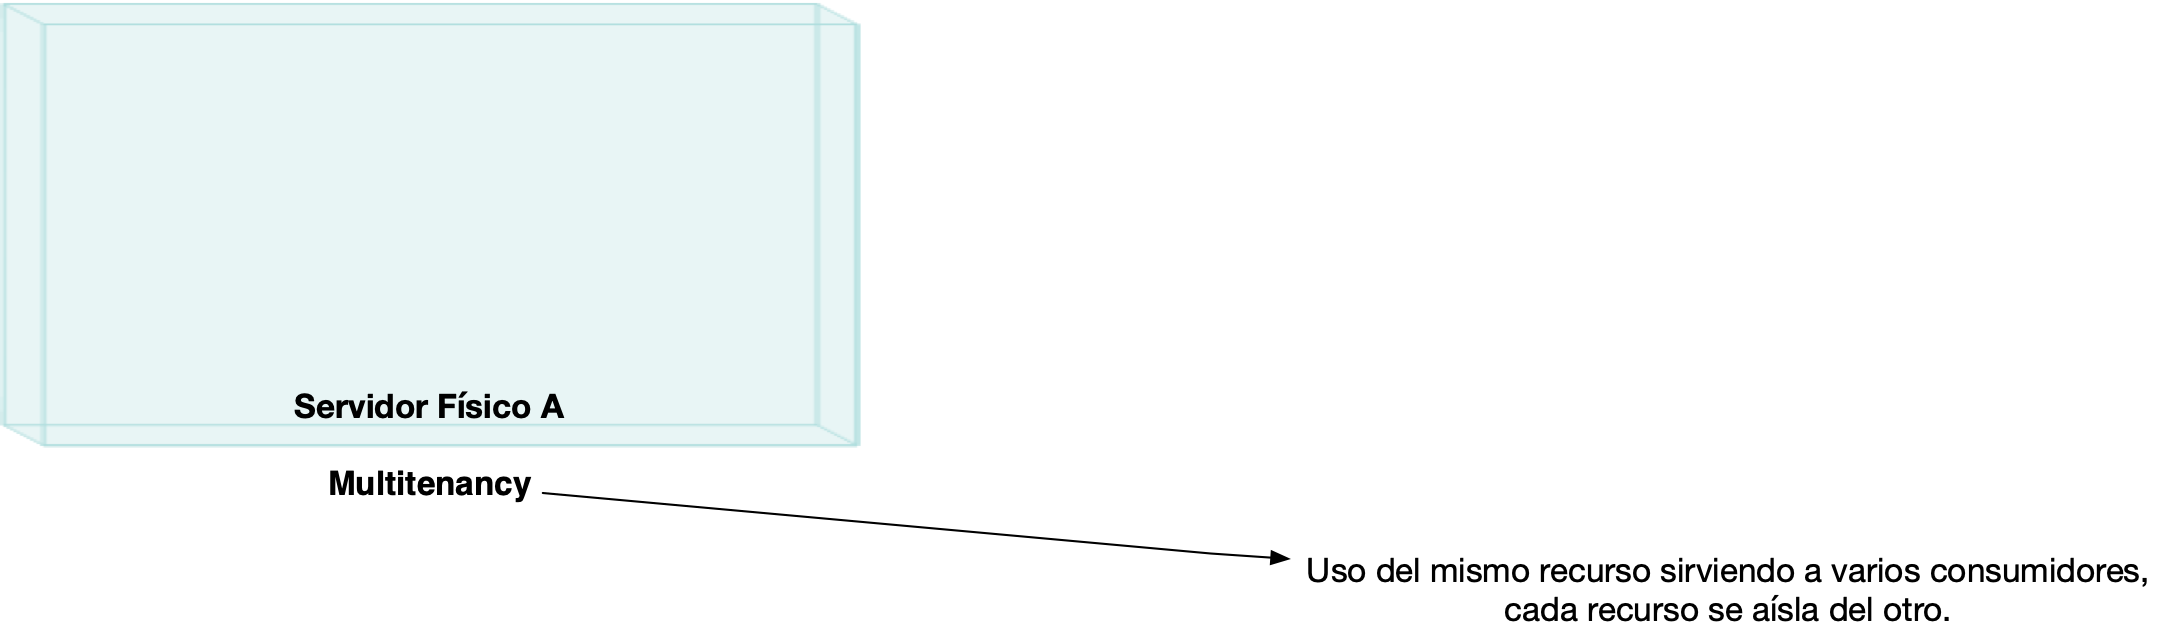 Servidor Físico A
Multitenancy
Uso del mismo recurso sirviendo a varios consumidores,
cada recurso se aísla del otro.